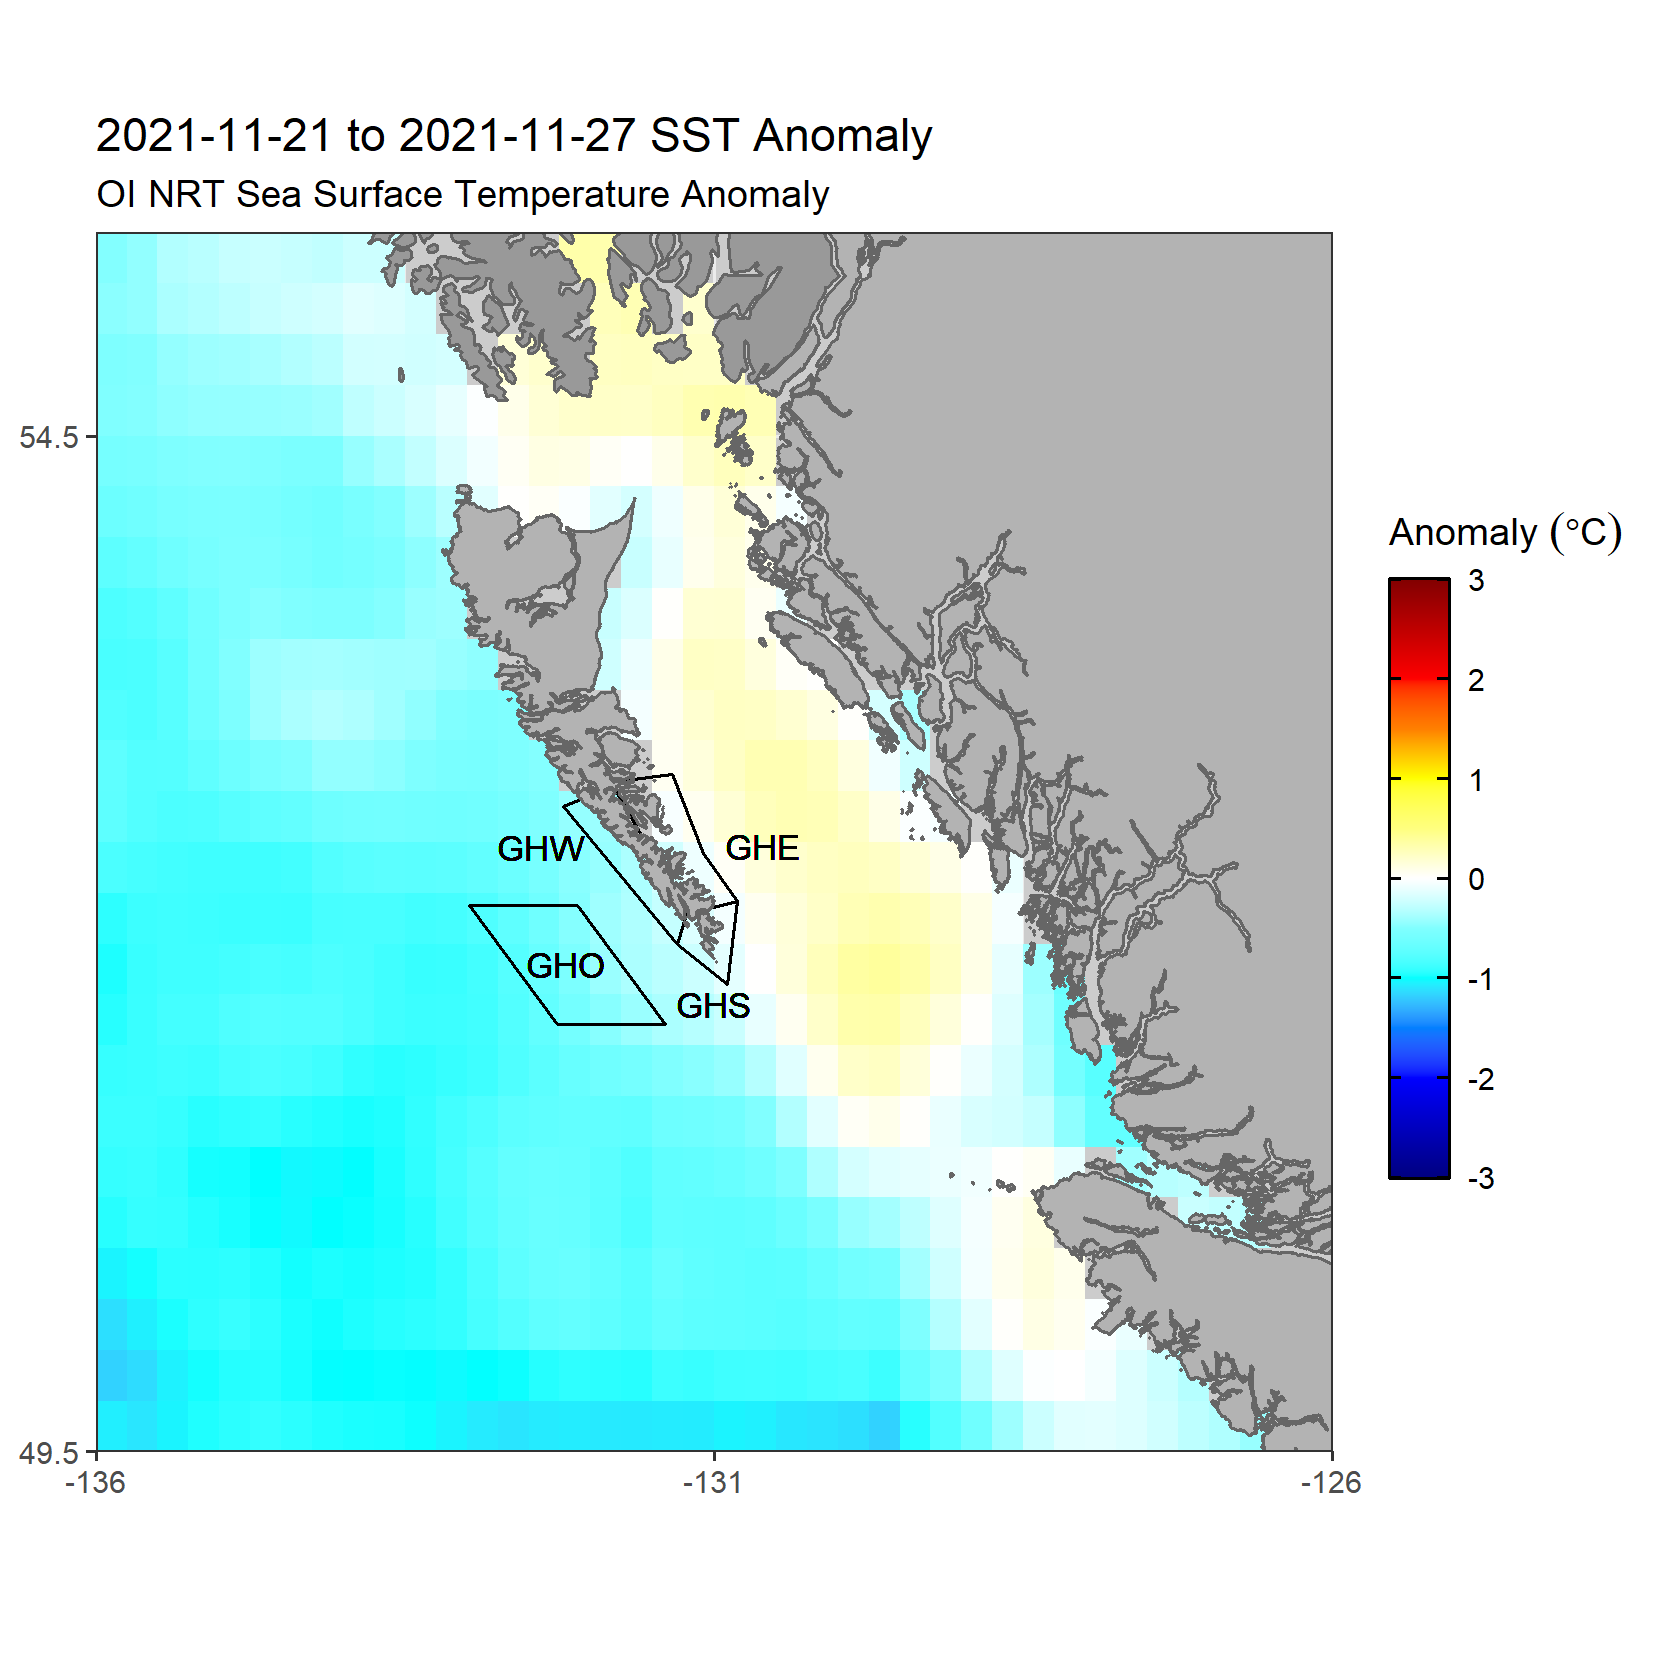 2021-11-21 to 2021-11-27 SST Anomaly
OI NRT Sea Surface Temperature Anomaly
54.5
49.5
-136
-131
-126
GHW
GHE
GHO
GHS
Anomaly (°C)
3
2
1
0
-1
-2
-3